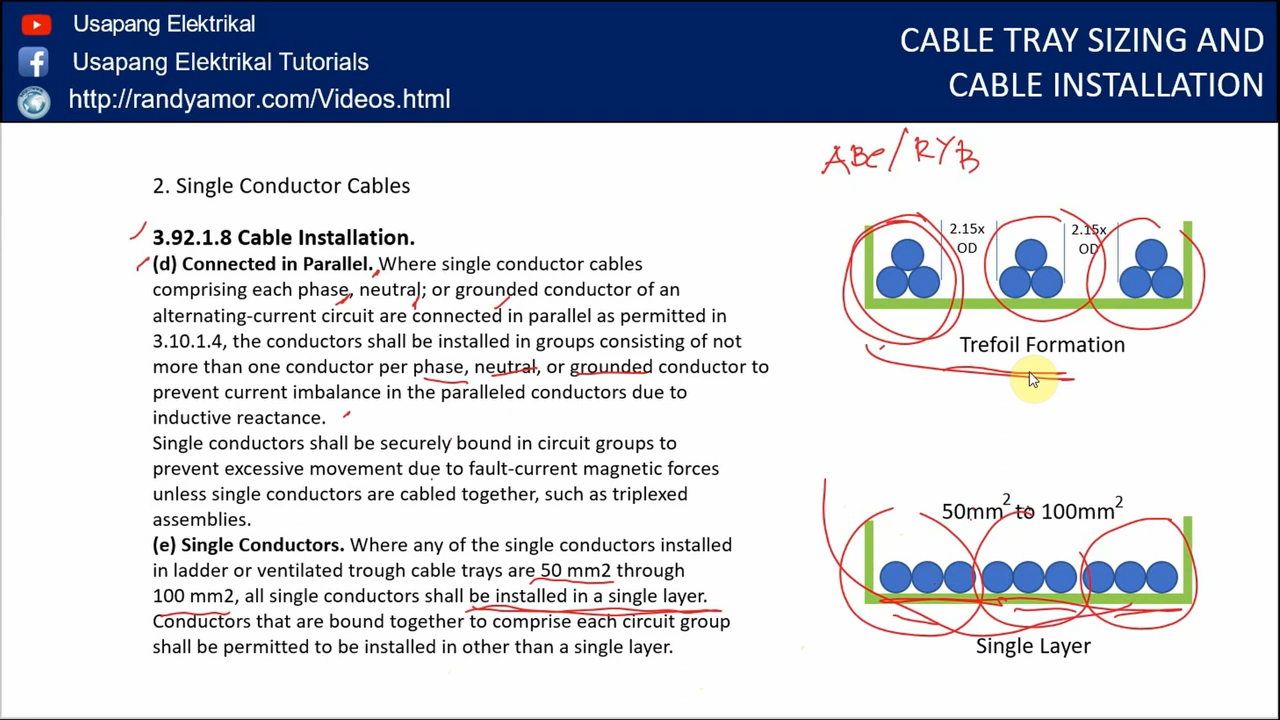 Usapang Elektrikal
Usapang Elektrikal Tutorials
http://randyamor.com/Videos.html
CABLE TRAY SIZING AND
CABLE INSTALLATION
2. Single Conductor Cables
3.92.1.8 Cable Installation.
(d) Connected in Parallel. Where single conductor cables
comprising each phase, neutral; or grounded conductor of an
alternating-current circuit are connected in parallel as permitted in
3.10.1.4, the conductors shall be installed in groups consisting of not
more than one conductor per phase, neutral, or grounded conductor to
prevent current imbalance in the paralleled conductors due to
inductive reactance.
Single conductors shall be securely bound in circuit groups to
prevent excessive movement due to fault-current magnetic forces
unless single conductors are cabled together, such as triplexed
assemblies.
(e) Single Conductors. Where any of the single conductors installed
in ladder or ventilated trough cable trays are 50 mm2 through
100 mm2, all single conductors shall be installed in a single layer.
Conductors that are bound together to comprise each circuit group
shall be permitted to be installed in other than a single layer.
ABC/RYB
2.15x
OD
2.15x
OD
Trefoil Formation
50mm² to 100mm²
Single Layer